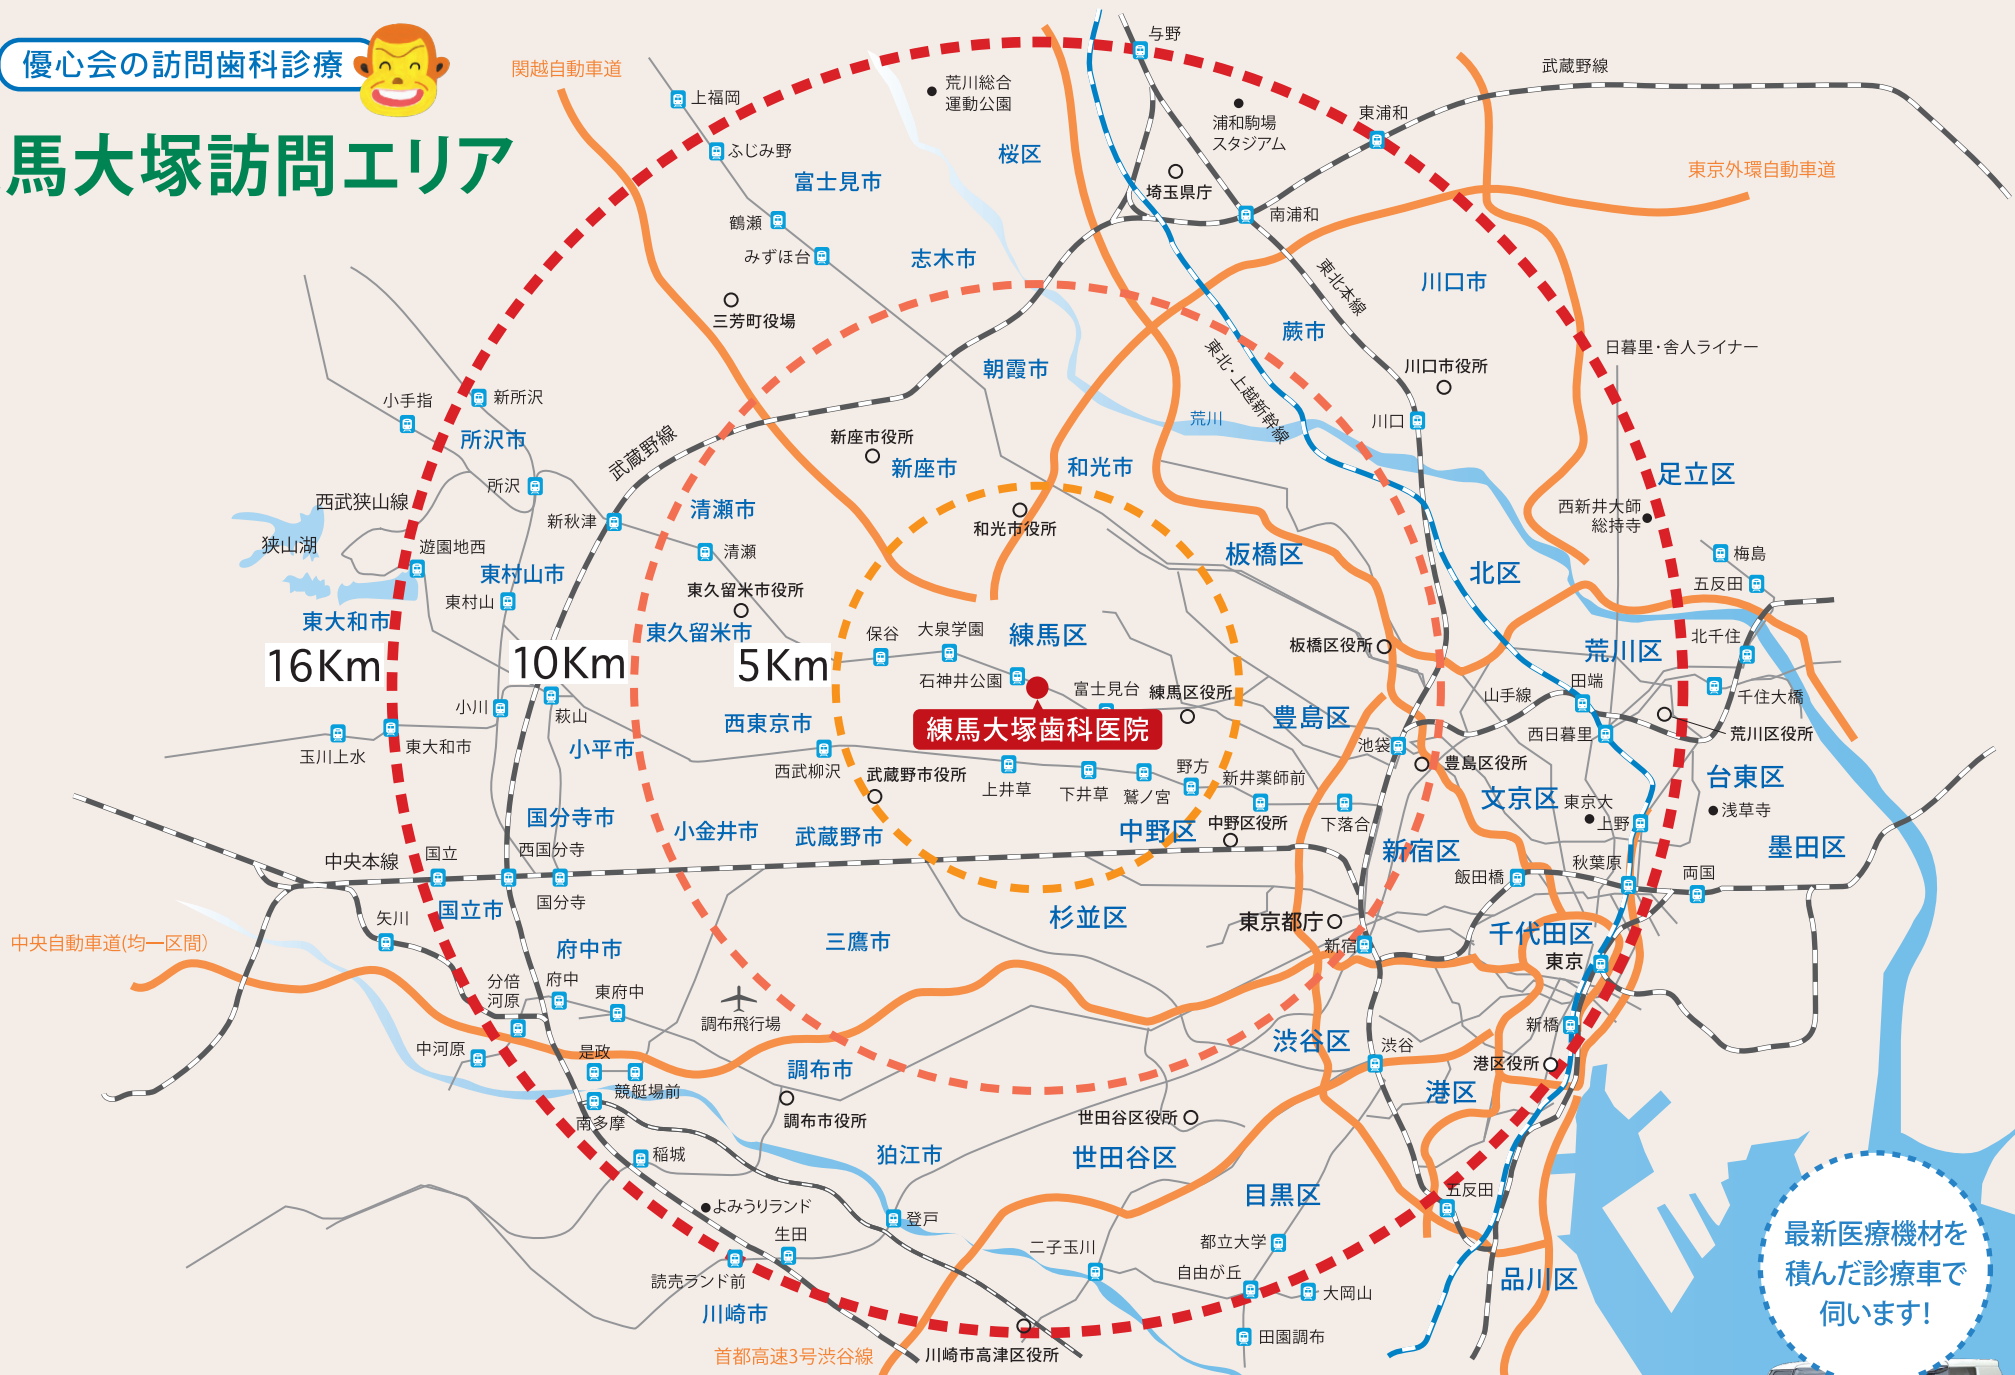 優心会の訪問歯科診療
馬大塚訪問エリア
関越自動車道
上福岡
荒川総合
運動公園
与野
武蔵野線
浦和駒場
スタジアム
東浦和
ふじみ野
桜区
富士見市
埼玉県庁
東京外環自動車道
鶴瀬
南浦和
みずほ台
志木市
東北本線
川口市
三芳町役場
蕨市
日暮里・舎人ライナー
朝霞市
東北・上越新幹線
川口市役所
小手指
新所沢
荒川
川口
所沢市
武蔵野線
新座市役所
新座市
和光市
足立区
所沢
西武狭山線
清瀬市
西新井大師
総持寺
新秋津
和光市役所
狭山湖
遊園地西
清瀬
板橋区
梅島
東村山市
東久留米市役所
北区
五反田
東村山
東大和市
東久留米市
保谷
大泉学園
練馬区
板橋区役所
荒川区
北千住
16Km
10Km
5Km
石神井公園
富士見台
練馬区役所
田端
山手線
千住大橋
小川
萩山
西東京市
練馬大塚歯科医院
豊島区
西日暮里
荒川区役所
玉川上水
東大和市
小平市
池袋
豊島区役所
西武柳沢
武蔵野市役所
上井草
下井草
鷺ノ宮
野方
新井薬師前
台東区
文京区
東京大
浅草寺
国分寺市
小金井市
武蔵野市
中野区
中野区役所
下落合
上野
墨田区
中央本線
国立
西国分寺
新宿区
秋葉原
両国
飯田橋
国分寺
国立市
矢川
杉並区
東京都庁
千代田区
中央自動車道(均一区間)
府中市
三鷹市
新宿
東京
分倍
河原
府中
東府中
調布飛行場
新橋
中河原
是政
調布市
渋谷区
渋谷
港区役所
競艇場前
港区
南多摩
調布市役所
世田谷区役所
稲城
狛江市
世田谷区
目黒区
五反田
よみうりランド
登戸
生田
二子玉川
都立大学
最新医療機材を
積んだ診療車で
伺います!
読売ランド前
自由が丘
大岡山
品川区
川崎市
田園調布
首都高速3号渋谷線
川崎市高津区役所